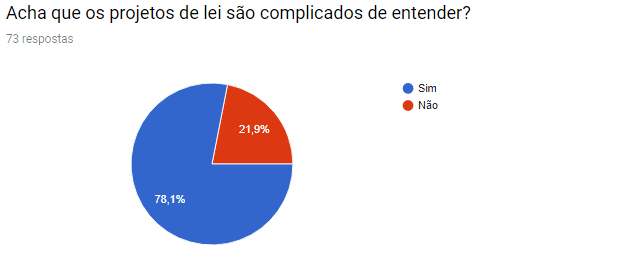 Acha que os projetos de lei são complicados de entender?
73 respostas
Sim
Não
21,9%
78,1%